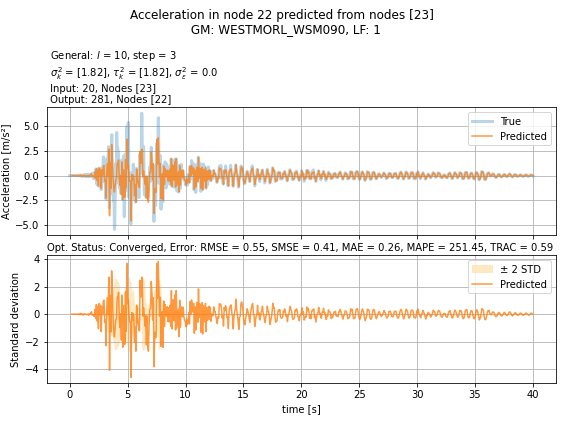 Acceleration in node 22 predicted from nodes [23]
GM: WESTMORL_WSM090, LF: 1
General: l = 10, step = 3
σ²ₖ = [1.82], τ²ₖ = [1.82], σ²ε = 0.0
Input: 20, Nodes [23]
Output: 281, Nodes [22]
Acceleration [m/s²]
5.0
2.5
0.0
−2.5
−5.0
True
Predicted
Opt. Status: Converged, Error: RMSE = 0.55, SMSE = 0.41, MAE = 0.26, MAPE = 251.45, TRAC = 0.59
Standard deviation
4
2
0
−2
−4
± 2 STD
Predicted
0 5 10 15 20 25 30 35 40
time [s]